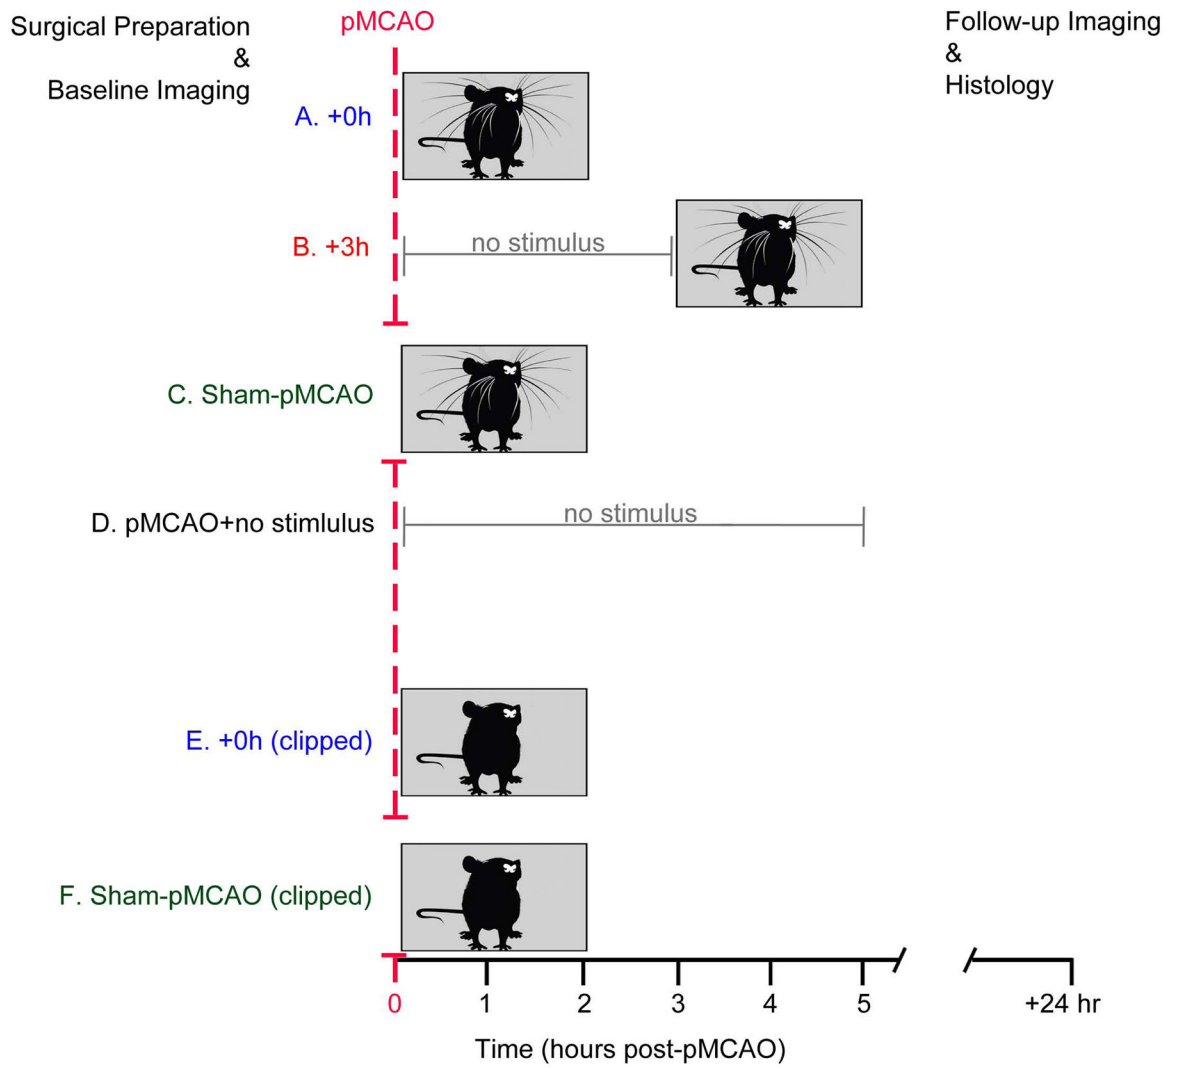 Surgical Preparation
&
Baseline Imaging
pMCAO
Follow-up Imaging
&
Histology
A. +0h
B. +3h
no stimulus
C. Sham-pMCAO
D. pMCAO+no stimlulus
no stimulus
E. +0h (clipped)
F. Sham-pMCAO (clipped)
0 1 2 3 4 5 +24 hr
Time (hours post-pMCAO)